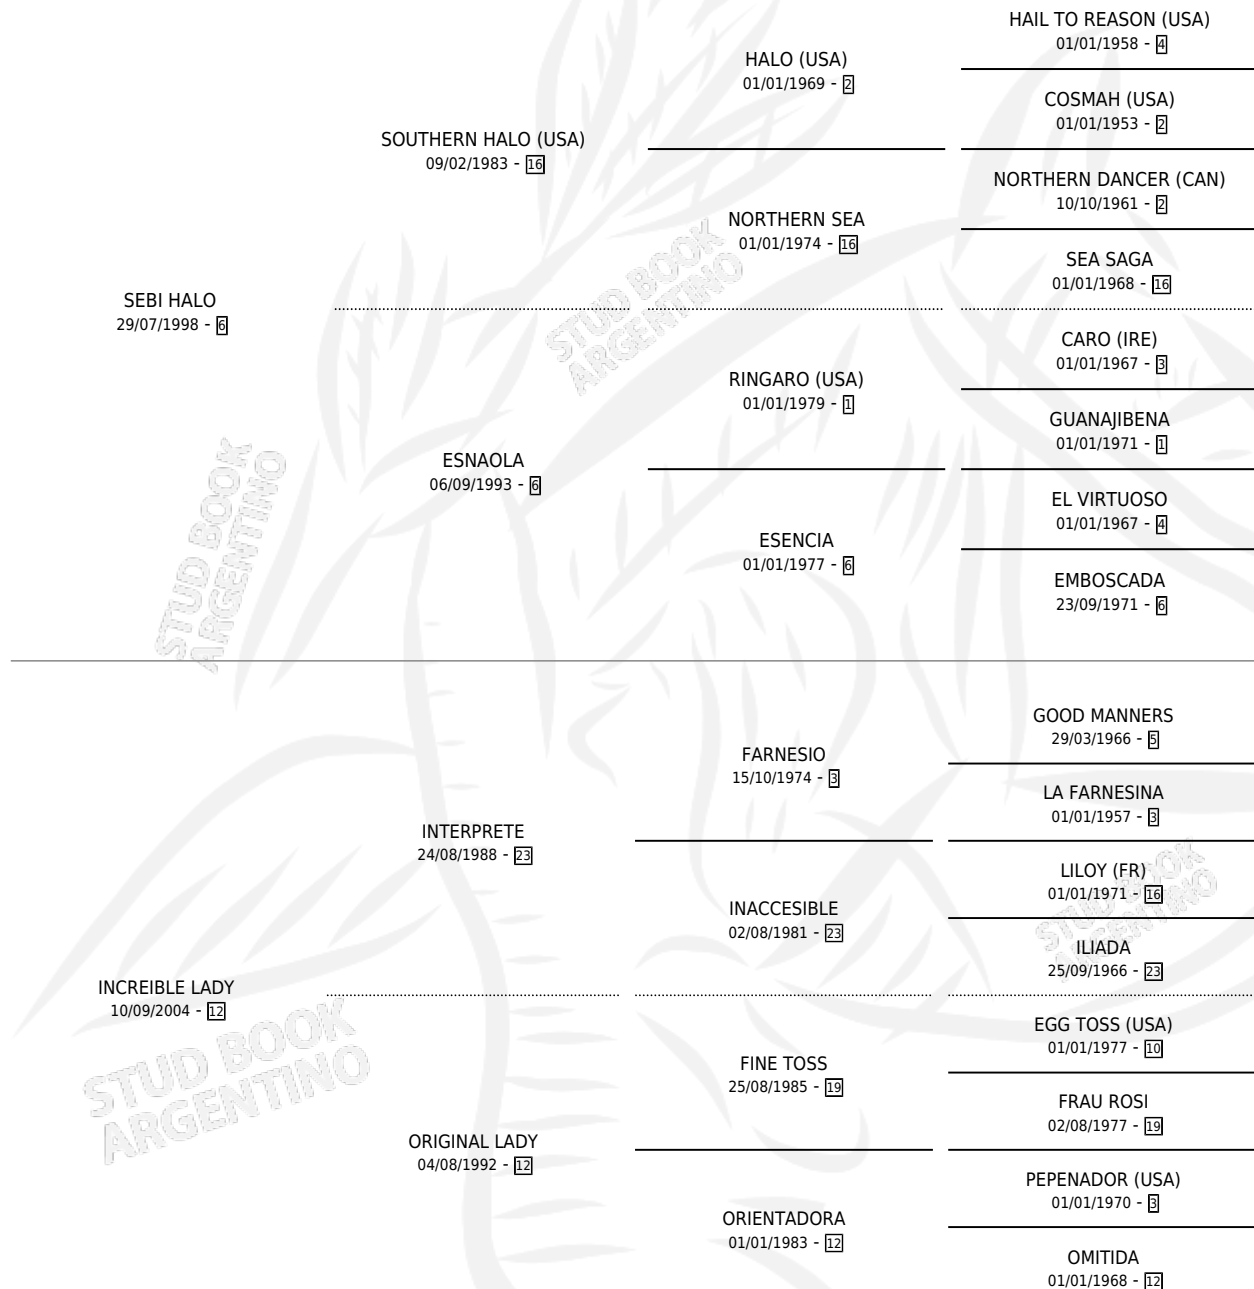 HAIL TO REASON (USA)
01/01/1958 - 4
HALO (USA)
01/01/1969 - 2
COSMAH (USA)
01/01/1953 - 2
SOUTHERN HALO (USA)
09/02/1983 - 16
NORTHERN DANCER (CAN)
10/10/1961 - 2
NORTHERN SEA
01/01/1974 - 16
SEA SAGA
01/01/1968 - 16
SEBI HALO
29/07/1998 - 6
CARO (IRE)
01/01/1967 - 3
RINGARO (USA)
01/01/1979 - 1
GUANAJIBENA
01/01/1971 - 1
ESNAOLA
06/09/1993 - 6
EL VIRTUOSO
01/01/1967 - 4
ESENCIA
01/01/1977 - 6
EMBOSCADA
23/09/1971 - 6
GOOD MANNERS
29/03/1966 - 5
FARNESIO
15/10/1974 - 3
LA FARNESINA
01/01/1957 - 3
INTERPRETE
24/08/1988 - 23
LILOY (FR)
01/01/1971 - 16
INACCESIBLE
02/08/1981 - 23
ILIADA
25/09/1966 - 23
INCREIBLE LADY
10/09/2004 - 12
EGG TOSS (USA)
01/01/1977 - 10
FINE TOSS
25/08/1985 - 19
FRAU ROSI
02/08/1977 - 19
ORIGINAL LADY
04/08/1992 - 12
PEPENADOR (USA)
01/01/1970 - 3
ORIENTADORA
01/01/1983 - 12
OMITIDA
01/01/1968 - 12
STUD BOOK
ARGENTINO
STUD BOOK
ARGENTINO
STUD BOOK
ARGENTINO
STUD BOOK
ARGENTINO